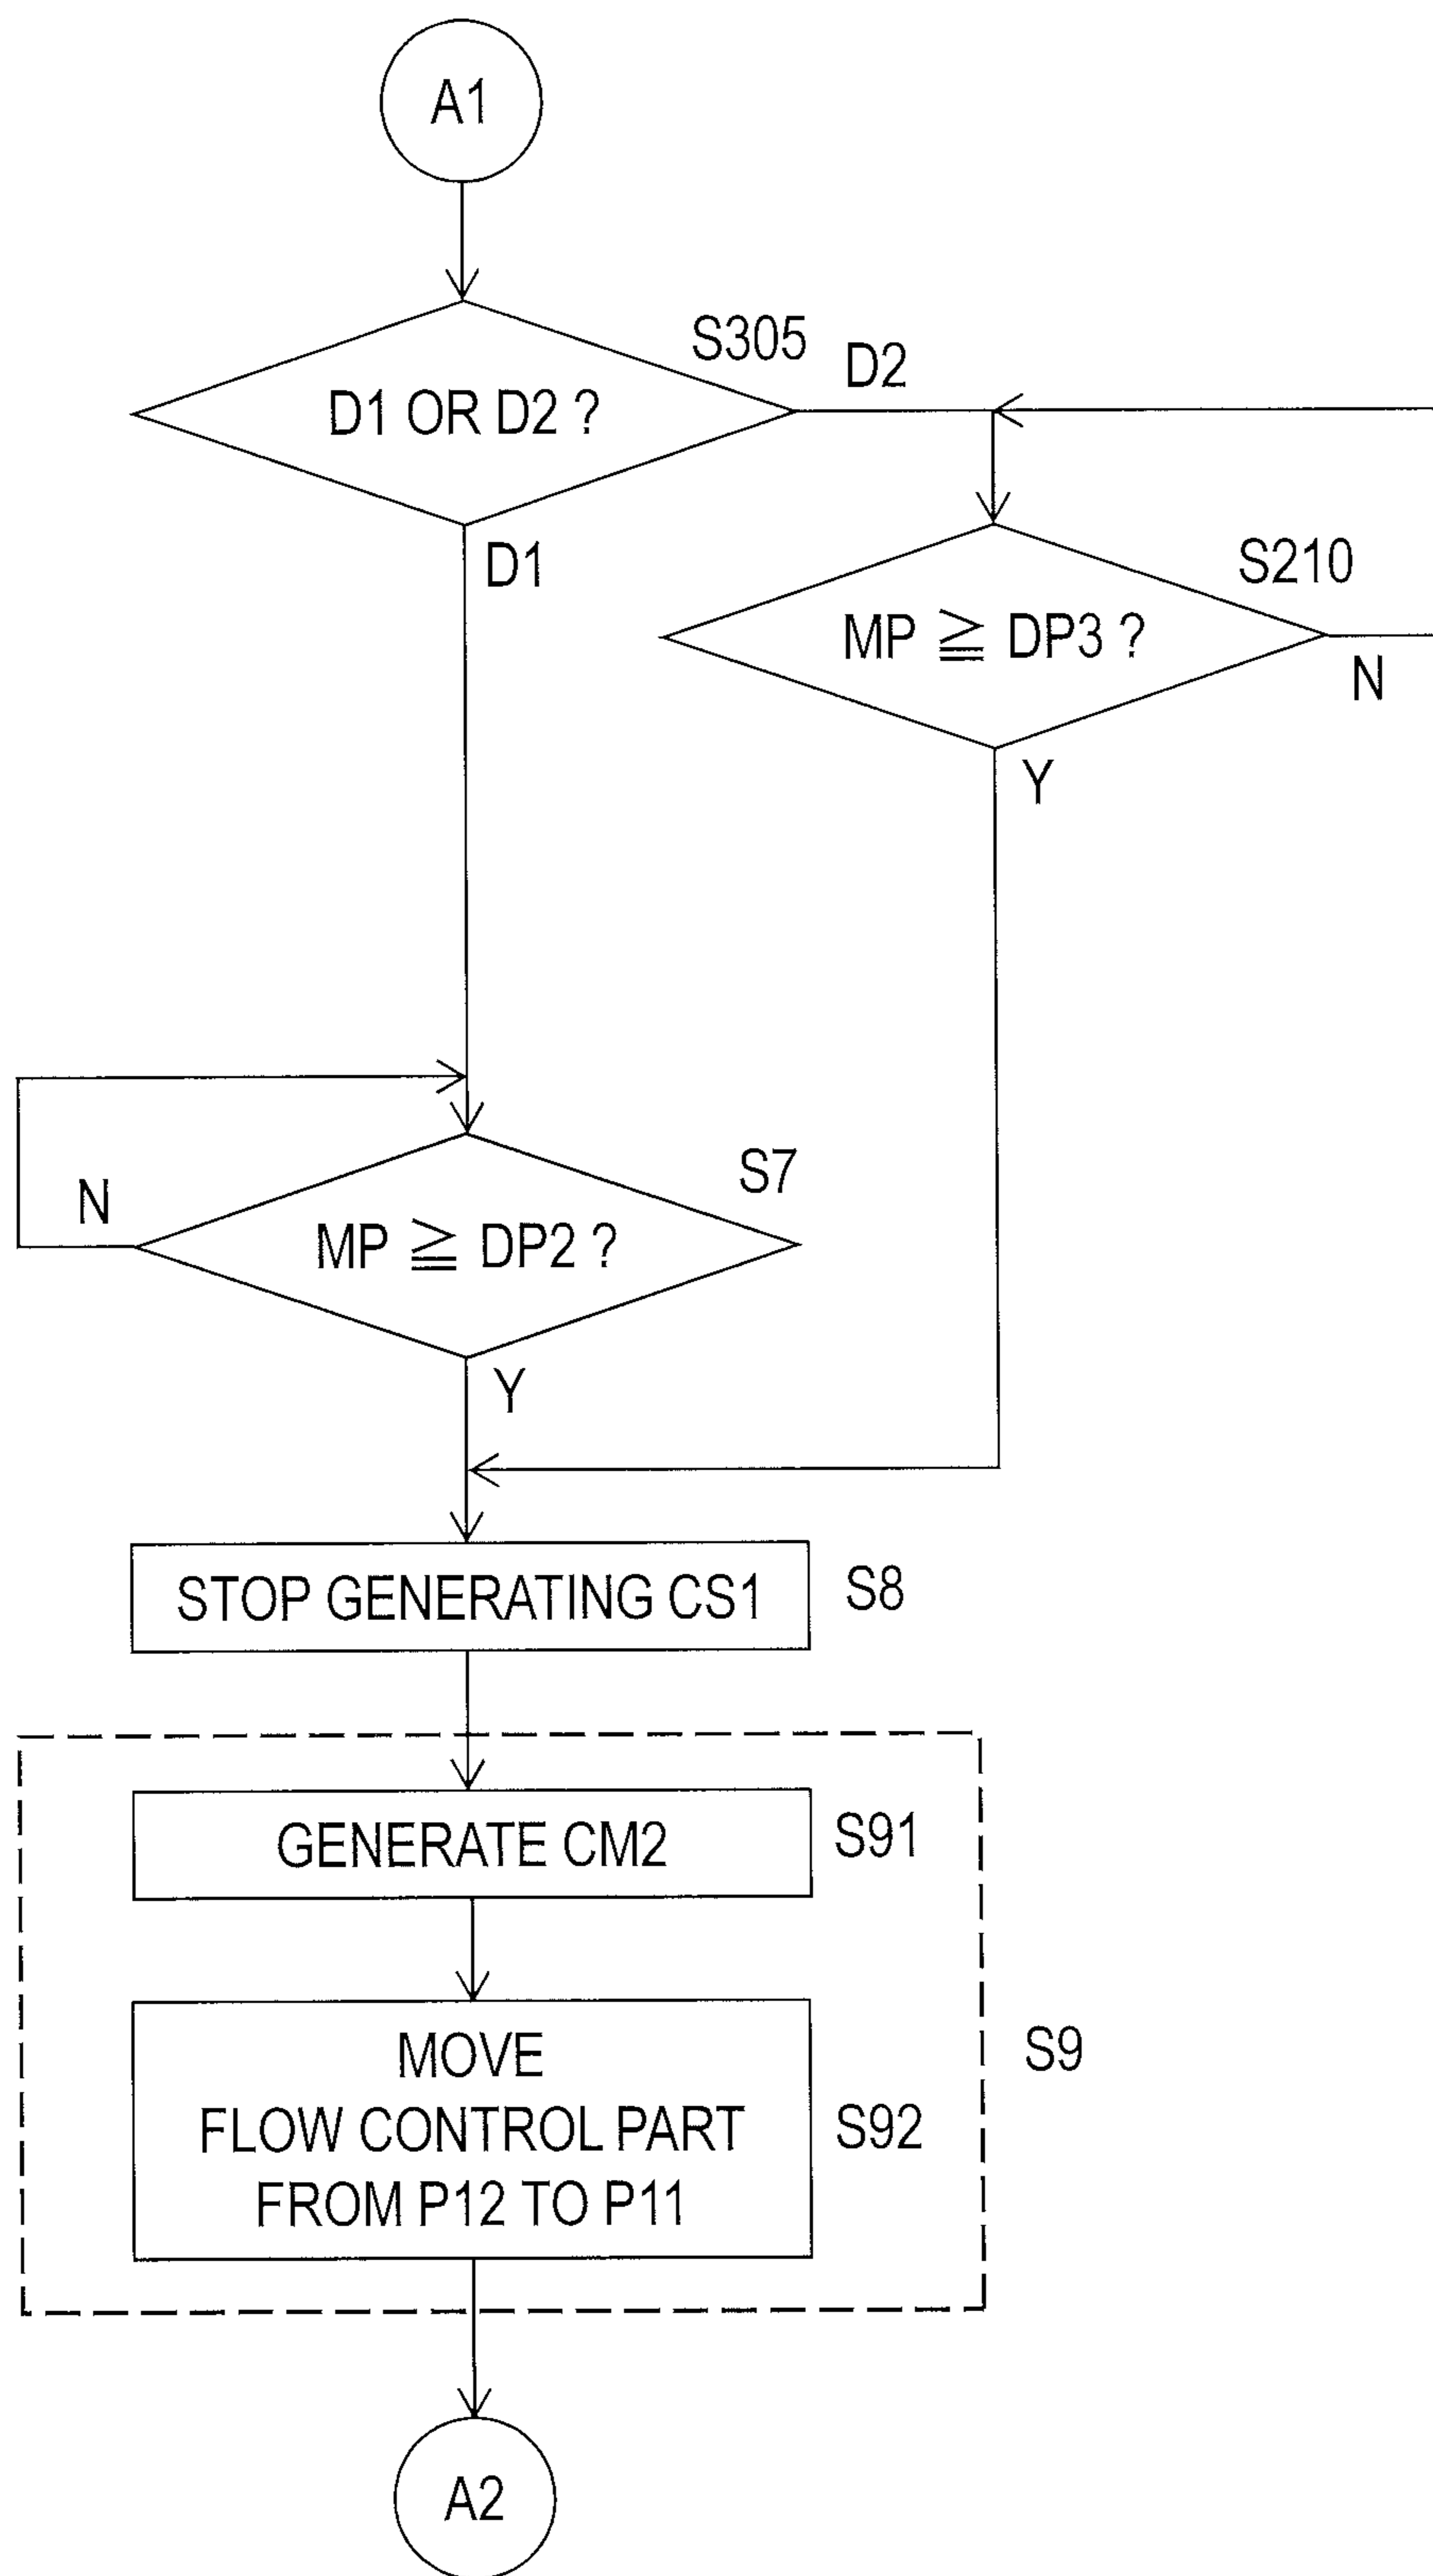 A1
S305
D2
D1 OR D2 ?
D1
S210
MP ≧ DP3 ?
N
Y
S7
N
MP ≧ DP2 ?
Y
STOP GENERATING CS1
S8
GENERATE CM2
S91
MOVE
FLOW CONTROL PART
FROM P12 TO P11
S92
S9
A2